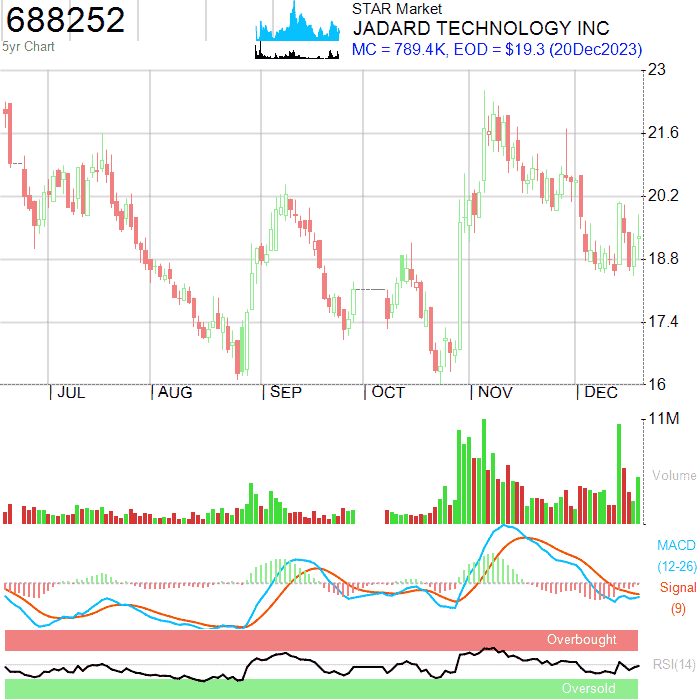 688252
5yr Chart
STAR Market
JADARD TECHNOLOGY INC
MC = 789.4K, EOD = $19.3 (20Dec2023)
23
21.6
20.2
18.8
17.4
16
JUL AUG SEP OCT NOV DEC
11M
Volume
MACD
(12-26)
Signal
(9)
Overbought
RSI(14)
Oversold